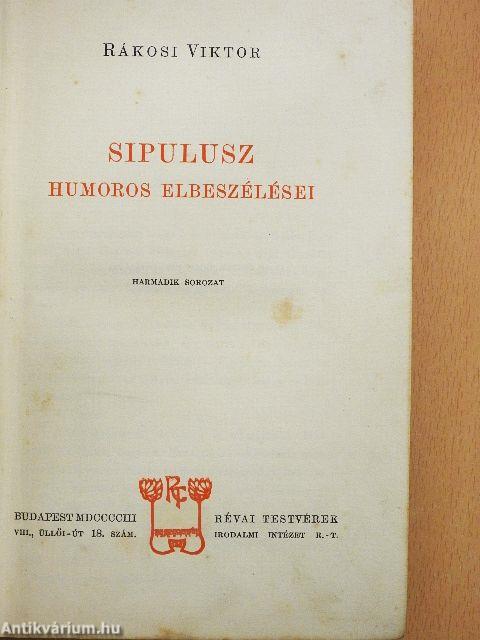 RÁKOSI VIKTOR
SIPULUSZ
HUMOROS ELBESZÉLÉSEI
HARMADIK SOROZAT
BUDAPEST MDCCCCIII
VIII., ÜLLŐI-ÚT 18. SZÁM.
RÉVAI TESTVÉREK
IRODALMI INTÉZET R.-T.
Antikvárium.hu